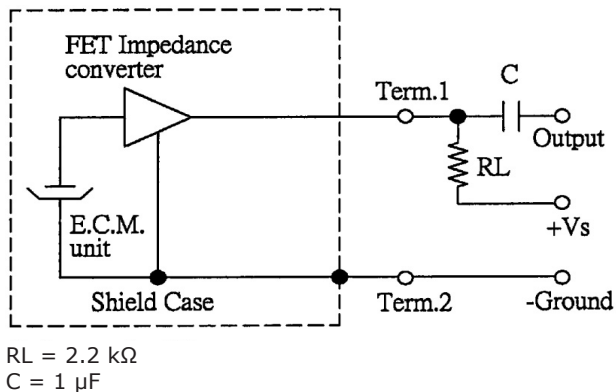 FET Impedance
converter
C
Term.1
Output
RL
+Vs
E.C.M.
unit
Shield Case
Term.2
-Ground
RL = 2.2 kΩ
C = 1 µF